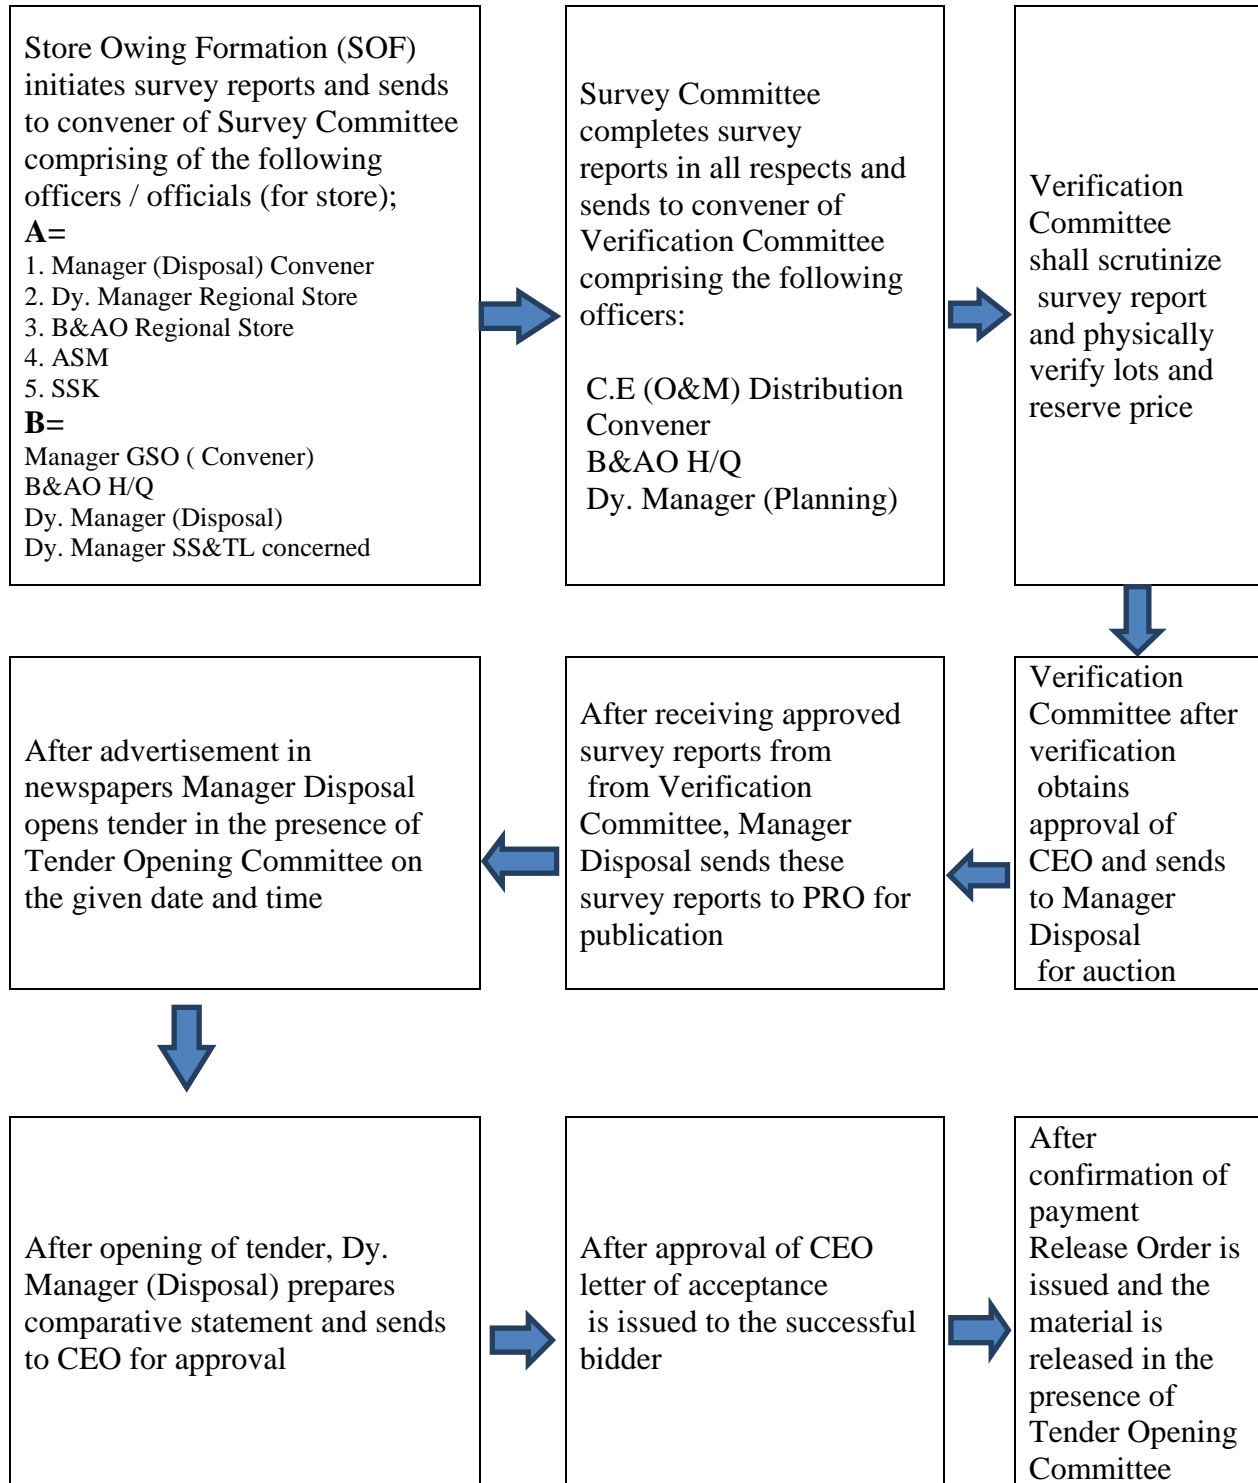 Store Owing Formation (SOF)
initiates survey reports and sends
to convener of Survey Committee
comprising of the following
officers / officials (for store);
A=
1. Manager (Disposal) Convener
2. Dy. Manager Regional Store
3. B&AO Regional Store
4. ASM
5. SSK
B=
Manager GSO ( Convener)
B&AO H/Q
Dy. Manager (Disposal)
Dy. Manager SS&TL concerned
Survey Committee
completes survey
reports in all respects and
sends to convener of
Verification Committee
comprising the following
officers:
C.E (O&M) Distribution
Convener
B&AO H/Q
Dy. Manager (Planning)
Verification
Committee
shall scrutinize
survey report
and physically
verify lots and
reserve price
Verification
Committee after
verification
obtains
approval of
CEO and sends
to Manager
Disposal
for auction
After receiving approved
survey reports from
from Verification
Committee, Manager
Disposal sends these
survey reports to PRO for
publication
After advertisement in
newspapers Manager Disposal
opens tender in the presence of
Tender Opening Committee on
the given date and time
After opening of tender, Dy.
Manager (Disposal) prepares
comparative statement and sends
to CEO for approval
After approval of CEO
letter of acceptance
is issued to the successful
bidder
After
confirmation of
payment
Release Order is
issued and the
material is
released in the
presence of
Tender Opening
Committee